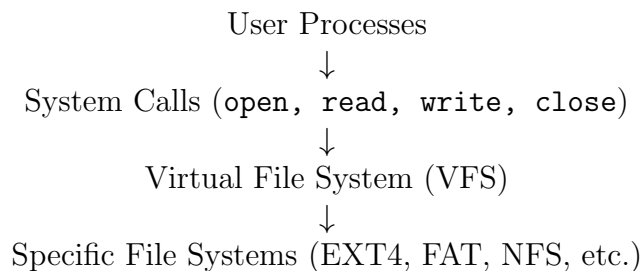 User Processes
↓
System Calls (open, read, write, close)
↓
Virtual File System (VFS)
↓
Specific File Systems (EXT4, FAT, NFS, etc.)